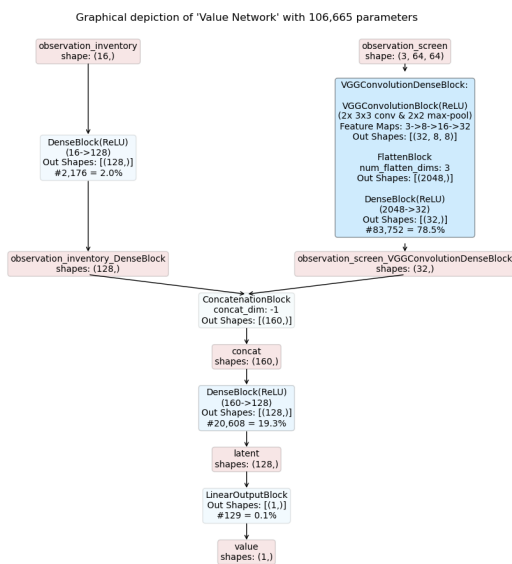 Graphical depiction of 'Value Network' with 106,665 parameters
observation_inventory
shape: (16,)
observation_screen
shape: (3, 64, 64)
DenseBlock(ReLU)
(16->128)
Out Shapes: [(128,)]
#2,176 = 2.0%
VGGConvolutionDenseBlock:
VGGConvolutionBlock(ReLU)
(2x 3x3 conv & 2x2 max-pool)
Feature Maps: 3->8->16->32
Out Shapes: [(32, 8, 8)]
FlattenBlock
num_flatten_dims: 3
Out Shapes: [(2048,)]
DenseBlock(ReLU)
(2048->32)
Out Shapes: [(32,)]
#83,752 = 78.5%
observation_inventory_DenseBlock
shapes: (128,)
observation_screen_VGGConvolutionDenseBlock
shapes: (32,)
ConcatenationBlock
concat_dim: -1
Out Shapes: [(160,)]
concat
shapes: (160,)
DenseBlock(ReLU)
(160->128)
Out Shapes: [(128,)]
#20,608 = 19.3%
latent
shapes: (128,)
LinearOutputBlock
Out Shapes: [(1,)]
#129 = 0.1%
value
shapes: (1,)